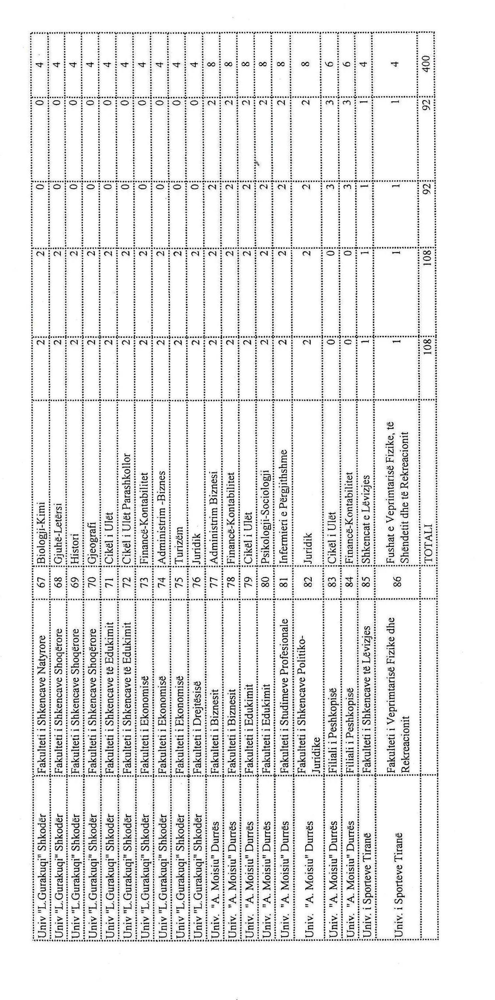 Univ "L.Gurakuqi" Shkodër Fakulteti i Shkencave Natyrore 67 Biologji-Kimi 2 2 0 0 4
Univ "L.Gurakuqi" Shkodër Fakulteti i Shkencave Shoqërore 68 Gjuhë-Letërsi 2 2 0 0 4
Univ "L.Gurakuqi" Shkodër Fakulteti i Shkencave Shoqërore 69 Histori 2 2 0 0 4
Univ "L.Gurakuqi" Shkodër Fakulteti i Shkencave Shoqërore 70 Gjeografi 2 2 0 0 4
Univ "L.Gurakuqi" Shkodër Fakulteti i Shkencave të Edukimit 71 Cikël i Ulët 2 2 0 0 4
Univ "L.Gurakuqi" Shkodër Fakulteti i Shkencave të Edukimit 72 Cikël i Ulët Parashkollor 2 2 0 0 4
Univ "L.Gurakuqi" Shkodër Fakulteti i Ekonomisë 73 Financë-Kontabilitet 2 2 0 0 4
Univ "L.Gurakuqi" Shkodër Fakulteti i Ekonomisë 74 Administrim -Biznes 2 2 0 0 4
Univ "L.Gurakuqi" Shkodër Fakulteti i Ekonomisë 75 Turizëm 2 2 0 0 4
Univ "L.Gurakuqi" Shkodër Fakulteti i Drejtësisë 76 Juridik 2 2 0 0 4
Univ. "A. Moisiu" Durrës Fakulteti i Biznesit 77 Administrim Biznesi 2 2 2 2 8
Univ. "A. Moisiu" Durrës Fakulteti i Biznesit 78 Financë-Kontabilitet 2 2 2 2 8
Univ. "A. Moisiu" Durrës Fakulteti i Edukimit 79 Cikël i Ulët 2 2 2 2 8
Univ. "A. Moisiu" Durrës Fakulteti i Edukimit 80 Psikologji-Sociologji 2 2 2 2 8
Univ. "A. Moisiu" Durrës Fakulteti i Studimeve Profesionale 81 Infermieri e Përgjithshme 2 2 2 2 8
Univ. "A. Moisiu" Durrës Fakulteti i Shkencave Politiko- 82 Juridik 2 2 2 2 8
Juridike
Univ. "A. Moisiu" Durrës Filiali i Peshkopisë 83 Cikël i Ulët 0 0 3 3 6
Univ. "A. Moisiu" Durrës Filiali i Peshkopisë 84 Financë-Kontabilitet 0 0 3 3 6
Univ. i Sporteve Tiranë Fakulteti i Shkencave të Lëvizjes 85 Shkencat e Lëvizjes 1 1 1 1 4
Univ. i Sporteve Tiranë Fakulteti i Veprimtarisë Fizike dhe 86 Fushat e Veprimtarisë Fizike, të 1 1 1 1 4
Rekreacionit Shëndetit dhe të Rekreacionit
TOTALI 108 108 92 92 400